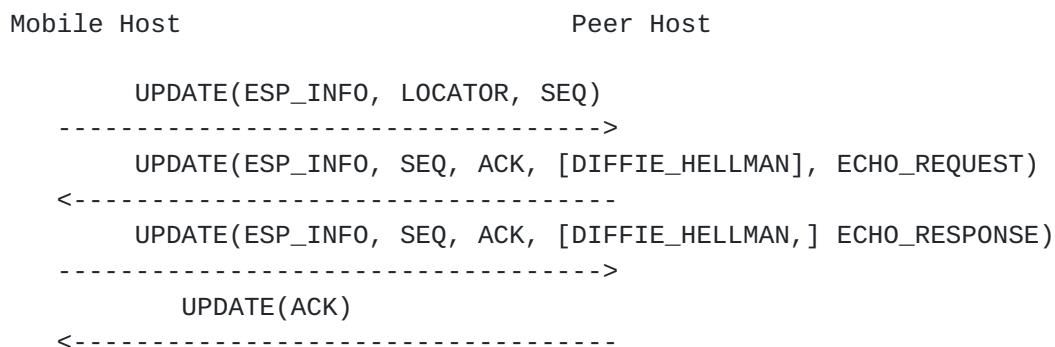 Mobile Host                         Peer Host
UPDATE(ESP_INFO, LOCATOR, SEQ)
----------------------------------->
UPDATE(ESP_INFO, SEQ, ACK, [DIFFIE_HELLMAN], ECHO_REQUEST)
<-----------------------------------
UPDATE(ESP_INFO, SEQ, ACK, [DIFFIE_HELLMAN,] ECHO_RESPONSE)
----------------------------------->
UPDATE(ACK)
<-----------------------------------